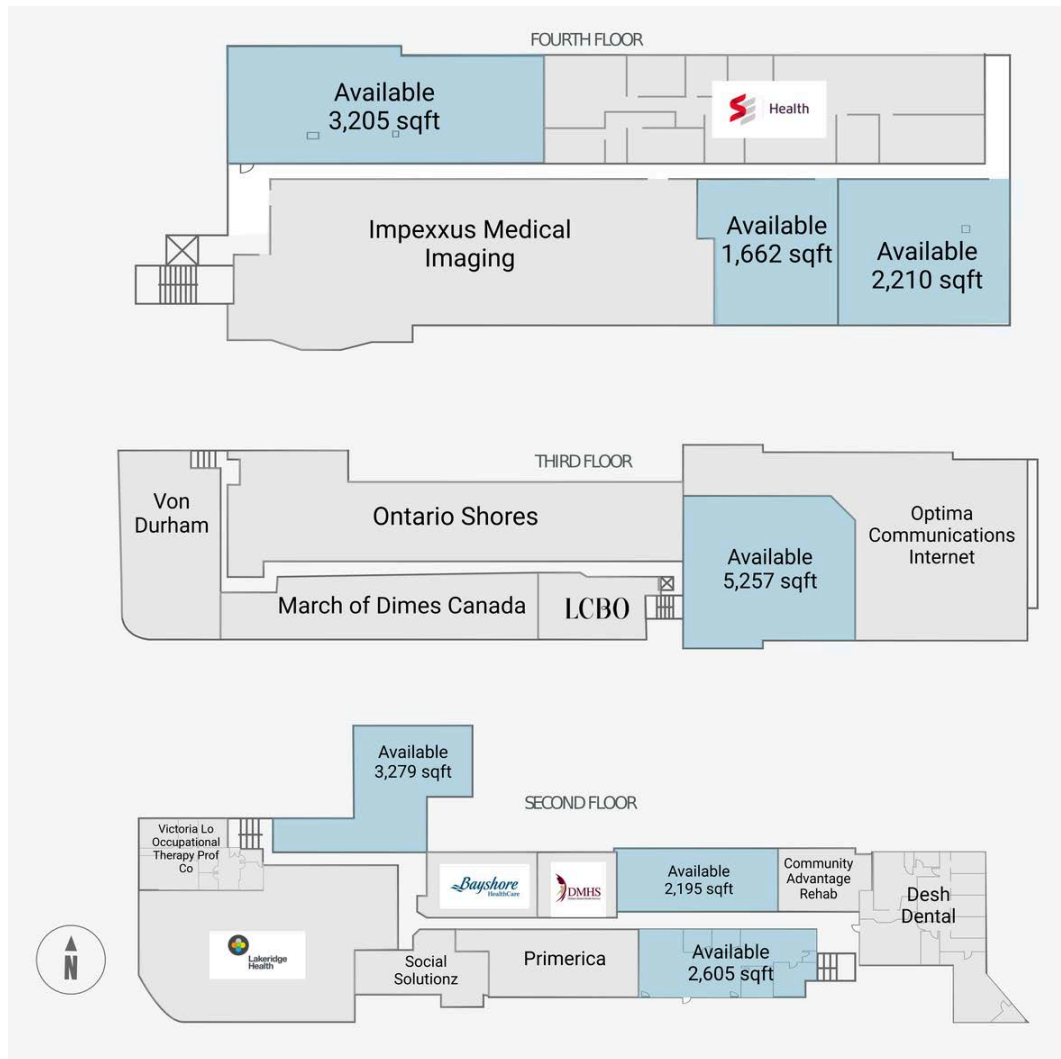 FOURTH FLOOR
Available
3,205 sqft
Health
Impexxus Medical
Imaging
Available
1,662 sqft
Available
2,210 sqft
THIRD FLOOR
Von
Durham
Ontario Shores
Optima
Communications
Internet
Available
5,257 sqft
March of Dimes Canada
LCBO
Available
3,279 sqft
SECOND FLOOR
Victoria Lo
Occupational
Therapy Prof
Co
Bayshore
HealthCare
DMHS
Available
2,195 sqft
Community
Advantage
Rehab
Desh
Dental
Lakeridge
Health
Social
Solutionz
Primerica
Available
2,605 sqft
N